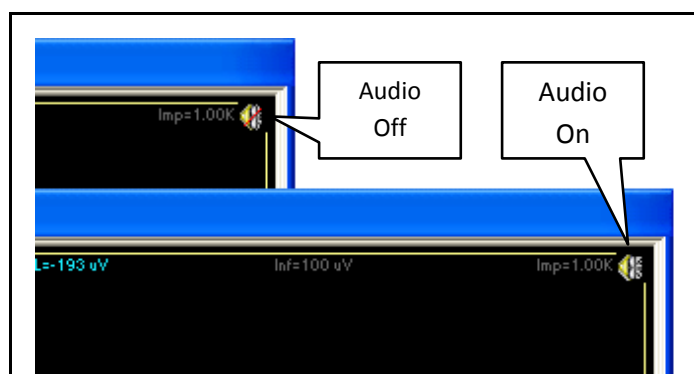 Audio
Off
Audio
On
Imp=1.00K
L=-193 uV
Inf=100 uV
Imp=1.00K